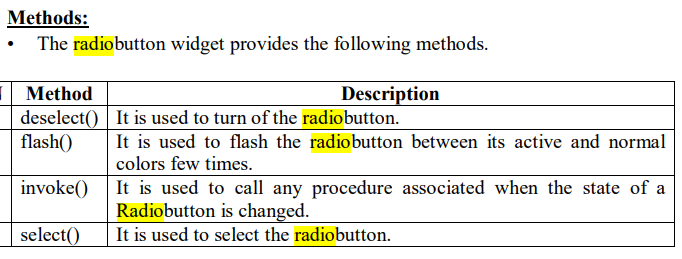 Methods:
• The radiobutton widget provides the following methods.
Method Description
deselect() It is used to turn of the radiobutton.
flash() It is used to flash the radiobutton between its active and normal
colors few times.
invoke() It is used to call any procedure associated when the state of a
Radiobutton is changed.
select() It is used to select the radiobutton.